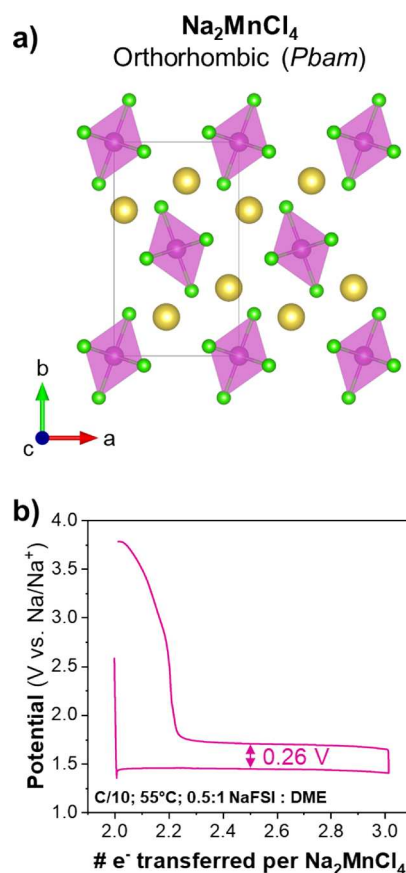 a)
Na₂MnCl₄
Orthorhombic (Pbam)
b
c
a
b)
Potential (V vs. Na/Na⁺)
4.0
3.5
3.0
2.5
2.0
1.5
1.0
0.26 V
C/10; 55ºC; 0.5:1 NaFSI : DME
2.0 2.2 2.4 2.6 2.8 3.0
# e⁻ transferred per Na₂MnCl₄